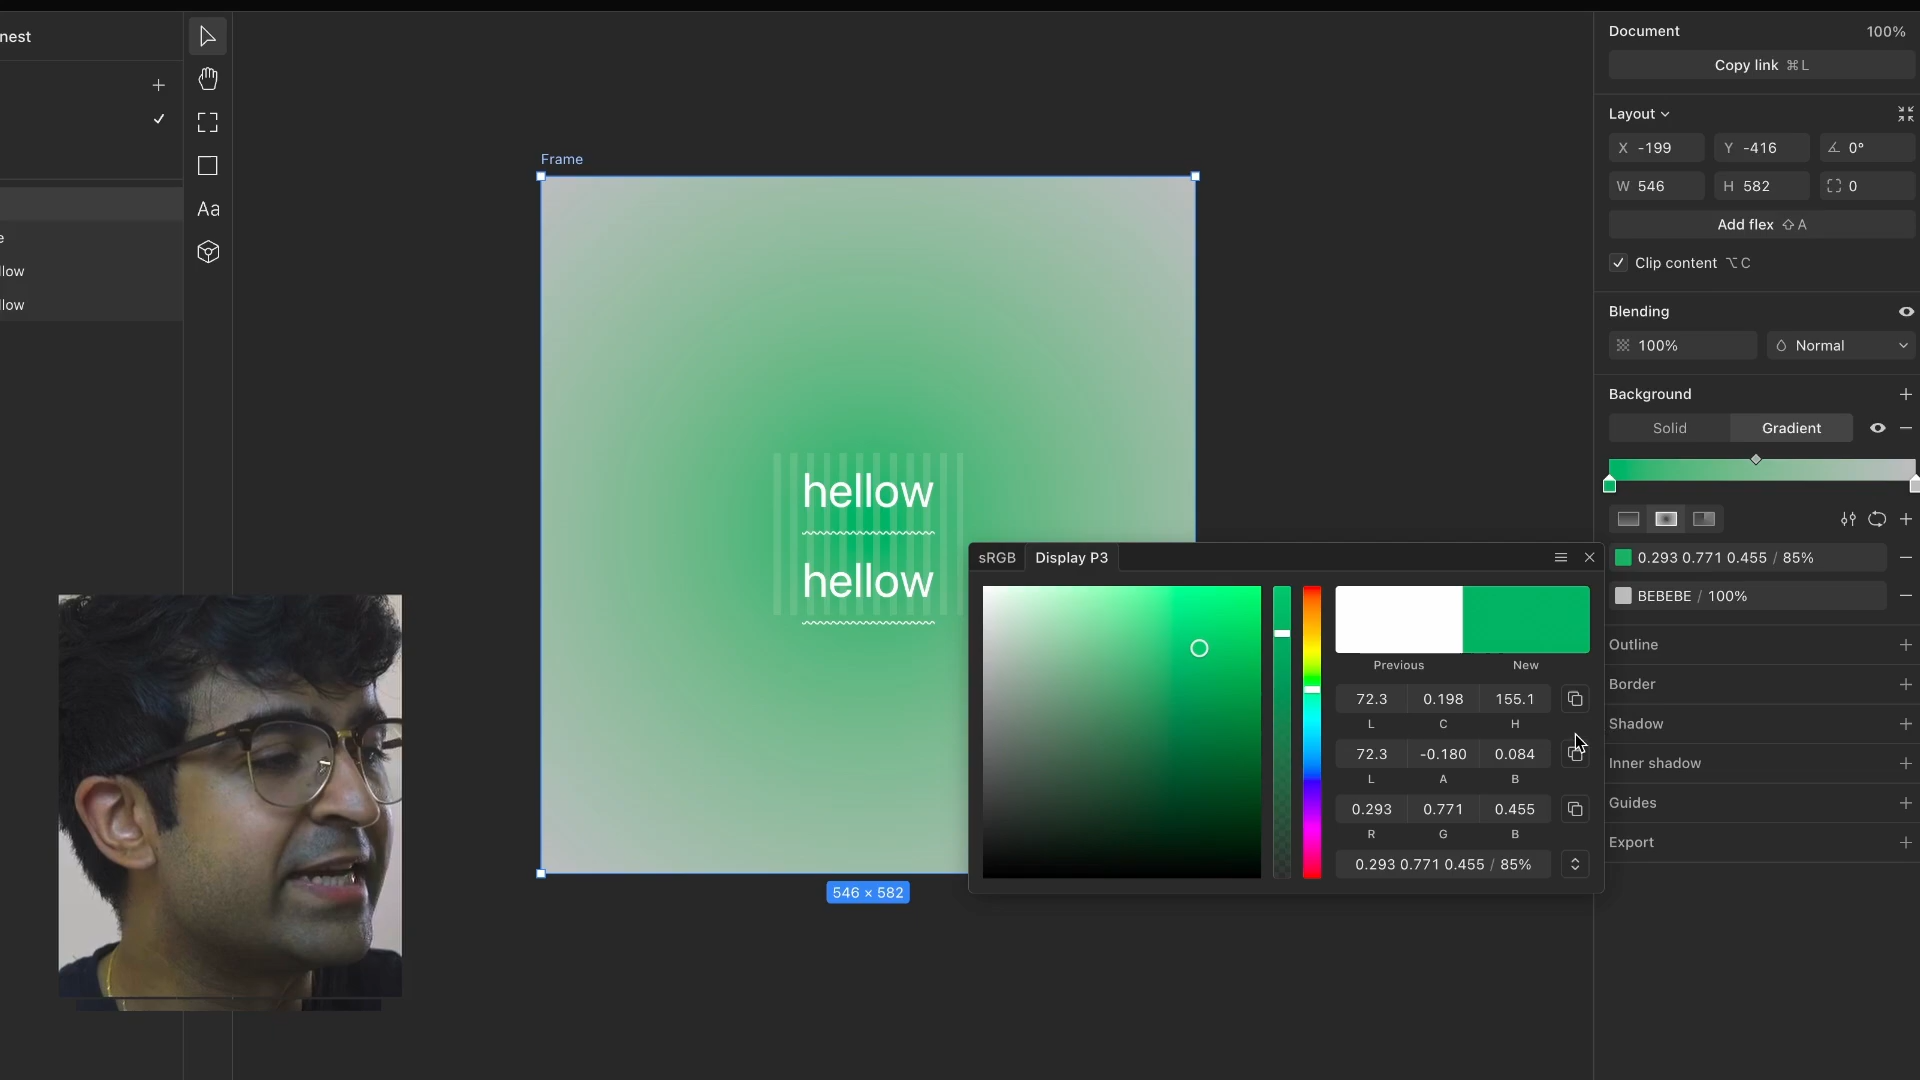 nest
llow
llow
Aa
Frame
hellow
hellow
546 × 582
sRGB
Display P3
Previous
New
72.3
0.198
155.1
L
C
H
72.3
-0.180
0.084
L
A
B
0.293
0.771
0.455
R
G
B
0.293 0.771 0.455 / 85%
Document
100%
Copy link ⌘ L
Layout
X -199
Y -416
0°
W 546
H 582
0
Add flex ⇧ A
Clip content ⌥ C
Blending
100%
Normal
Background
Solid
Gradient
0.293 0.771 0.455 / 85%
BEBEBE / 100%
Outline
Border
Shadow
Inner shadow
Guides
Export